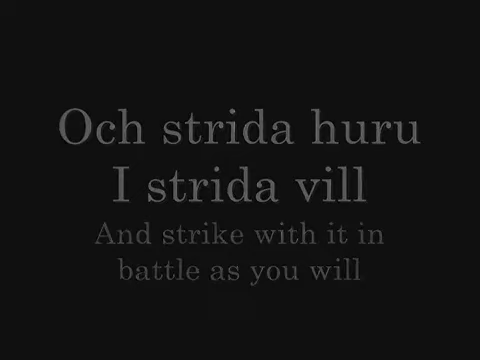 Och strida huru
I strida vill
And strike with it in
battle as you will